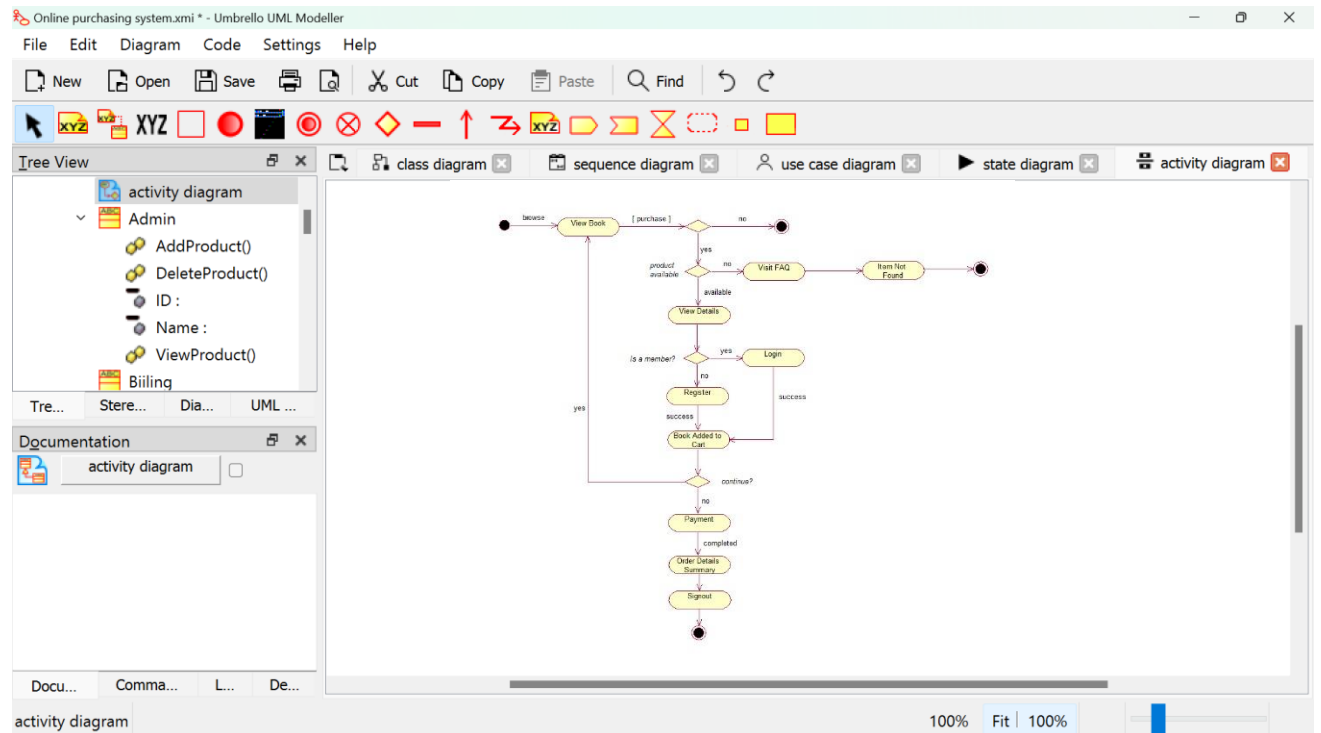 Online purchasing system.xmi * - Umbrello UML Modeller
File Edit Diagram Code Settings Help
New Open Save Cut Copy Paste Find
XYZ XYZ XYZ XYZ
Tree View
class diagram
sequence diagram
use case diagram
state diagram
activity diagram
activity diagram
ABC
Admin
AddProduct()
DeleteProduct()
ID :
Name :
ViewProduct()
ABC
Biiling
Tre... Stere... Dia... UML ...
Documentation
activity diagram
Docu... Comma... L... De...
browse
View Book
[ purchase ]
no
yes
product
available
no
Visit FAQ
Item Not
Found
available
View Details
Is a member?
yes
Login
no
Register
success
success
yes
Book Added to
Cart
continue?
no
Payment
completed
Order Details
Summary
Signout
activity diagram
100% Fit 100%